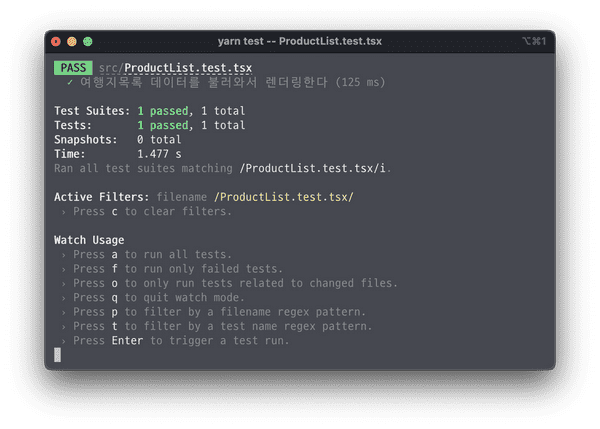 yarn test -- ProductList.test.tsx
⌥⌘1
PASS src/ProductList.test.tsx
✓ 여행지목록 데이터를 불러와서 렌더링한다 (125 ms)
Test Suites: 1 passed, 1 total
Tests: 1 passed, 1 total
Snapshots: 0 total
Time: 1.477 s
Ran all test suites matching /ProductList.test.tsx/i.
Active Filters: filename /ProductList.test.tsx/
› Press c to clear filters.
Watch Usage
› Press a to run all tests.
› Press f to run only failed tests.
› Press o to only run tests related to changed files.
› Press q to quit watch mode.
› Press p to filter by a filename regex pattern.
› Press t to filter by a test name regex pattern.
› Press Enter to trigger a test run.